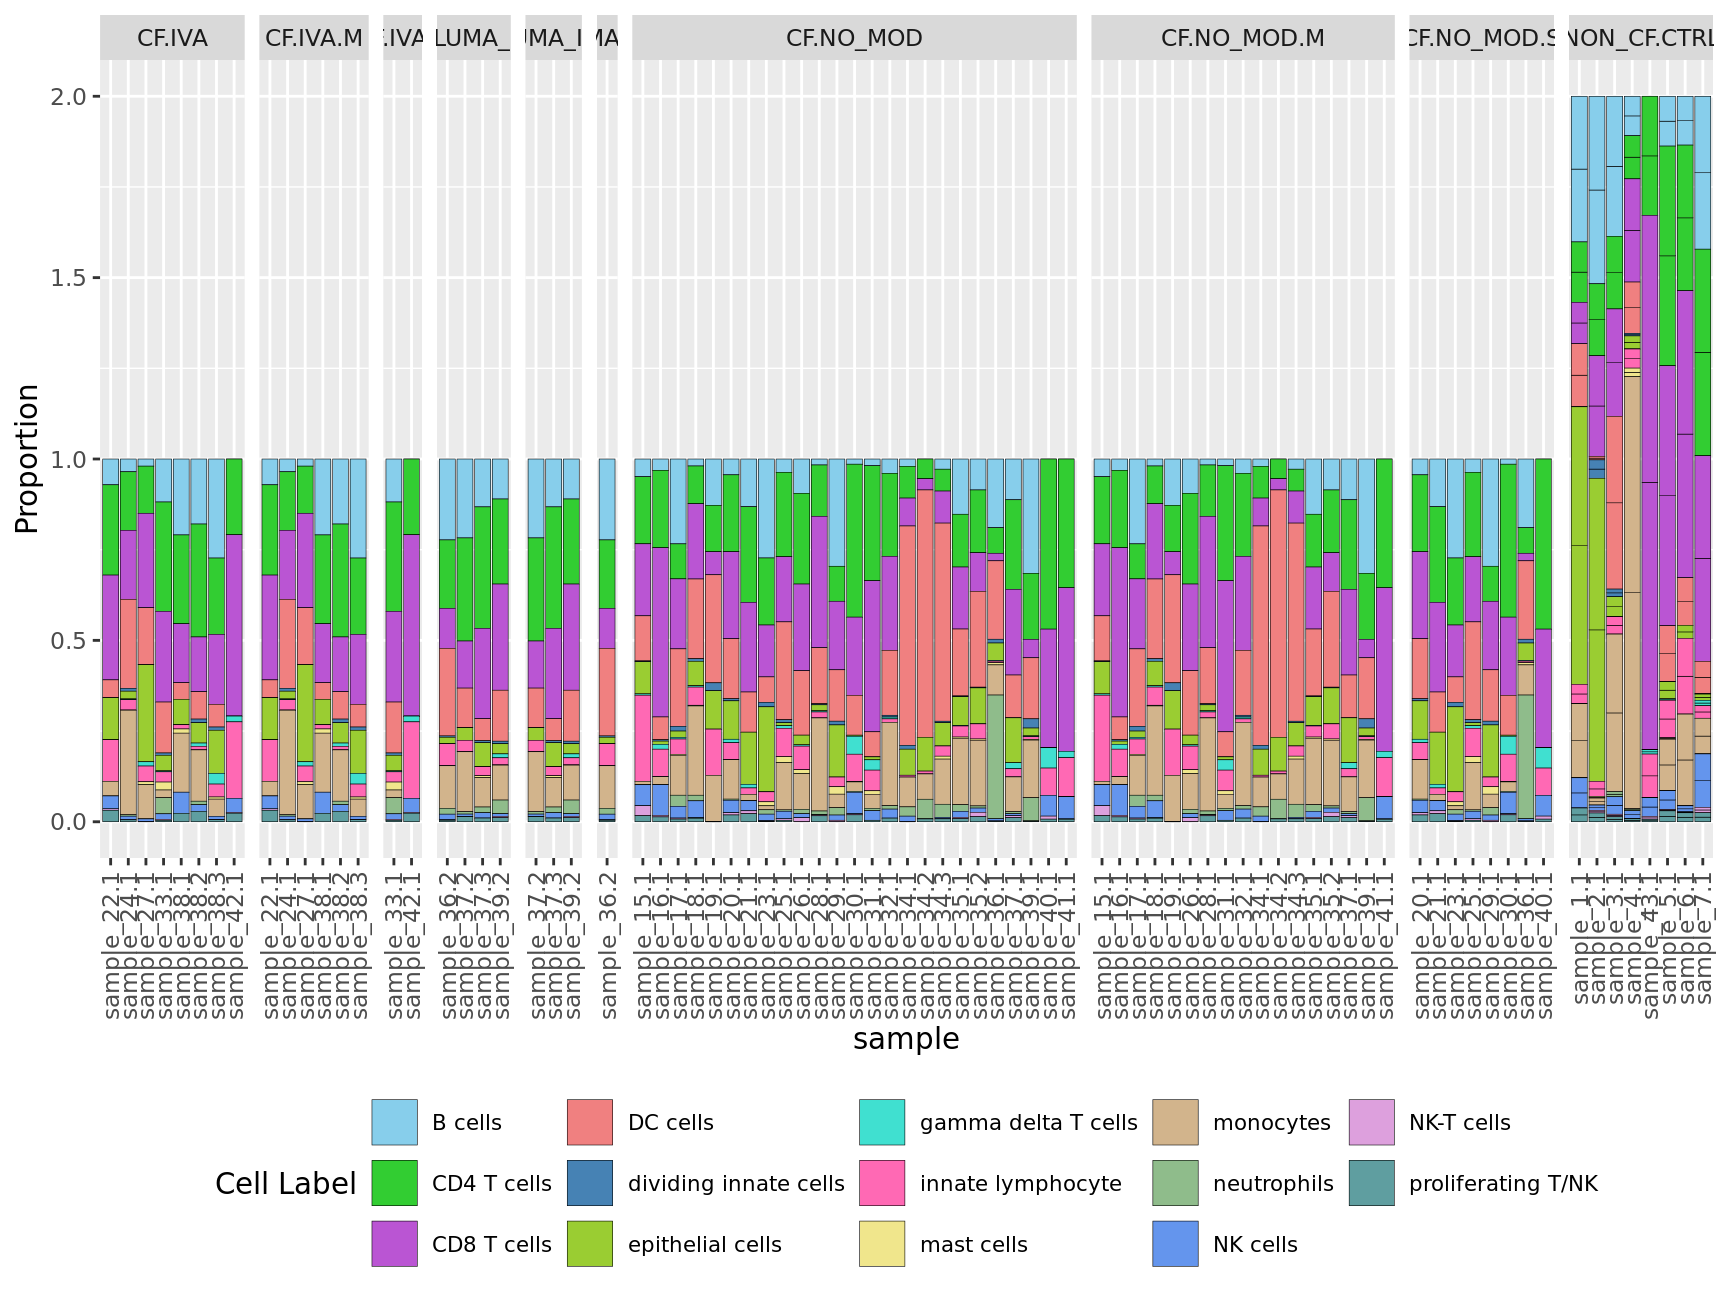 CF.IVA
CF.IVA.M
.IVA
LUMA_
UMA_I
MA
CF.NO_MOD
CF.NO_MOD.M
CF.NO_MOD.S
NON_CF.CTRL
2.0
1.5
1.0
0.5
0.0
Proportion
sample_22.1
sample_24.1
sample_27.1
sample_33.1
sample_38.1
sample_38.2
sample_38.3
sample_42.1
sample_22.1
sample_24.1
sample_27.1
sample_38.1
sample_38.2
sample_38.3
sample_33.1
sample_42.1
sample_36.2
sample_37.2
sample_37.3
sample_39.2
sample_37.2
sample_37.3
sample_39.2
sample_36.2
sample_15.1
sample_16.1
sample_17.1
sample_18.1
sample_19.1
sample_20.1
sample_21.1
sample_23.1
sample_25.1
sample_26.1
sample_28.1
sample_29.1
sample_30.1
sample_31.1
sample_32.1
sample_34.1
sample_34.2
sample_34.3
sample_35.1
sample_35.2
sample_36.1
sample_37.1
sample_39.1
sample_40.1
sample_41.1
sample_15.1
sample_16.1
sample_17.1
sample_18.1
sample_19.1
sample_26.1
sample_28.1
sample_31.1
sample_32.1
sample_34.1
sample_34.2
sample_34.3
sample_35.1
sample_35.2
sample_37.1
sample_39.1
sample_41.1
sample_20.1
sample_21.1
sample_23.1
sample_25.1
sample_29.1
sample_30.1
sample_36.1
sample_40.1
sample_1.1
sample_2.1
sample_3.1
sample_4.1
sample_43.1
sample_5.1
sample_6.1
sample_7.1
sample
Cell Label
B cells
CD4 T cells
CD8 T cells
DC cells
dividing innate cells
epithelial cells
gamma delta T cells
innate lymphocyte
mast cells
monocytes
neutrophils
NK cells
NK-T cells
proliferating T/NK